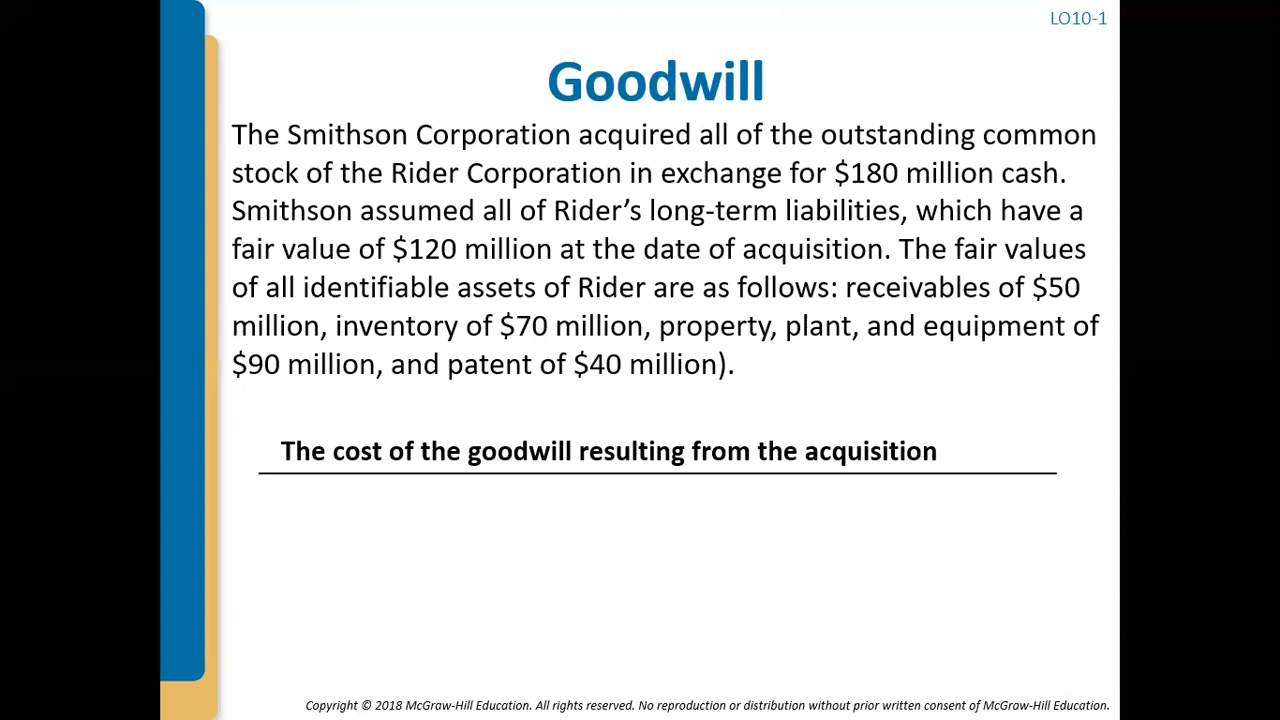 LO10-1
Goodwill
The Smithson Corporation acquired all of the outstanding common
stock of the Rider Corporation in exchange for $180 million cash.
Smithson assumed all of Rider’s long-term liabilities, which have a
fair value of $120 million at the date of acquisition. The fair values
of all identifiable assets of Rider are as follows: receivables of $50
million, inventory of $70 million, property, plant, and equipment of
$90 million, and patent of $40 million).
The cost of the goodwill resulting from the acquisition
Copyright © 2018 McGraw-Hill Education. All rights reserved. No reproduction or distribution without prior written consent of McGraw-Hill Education.